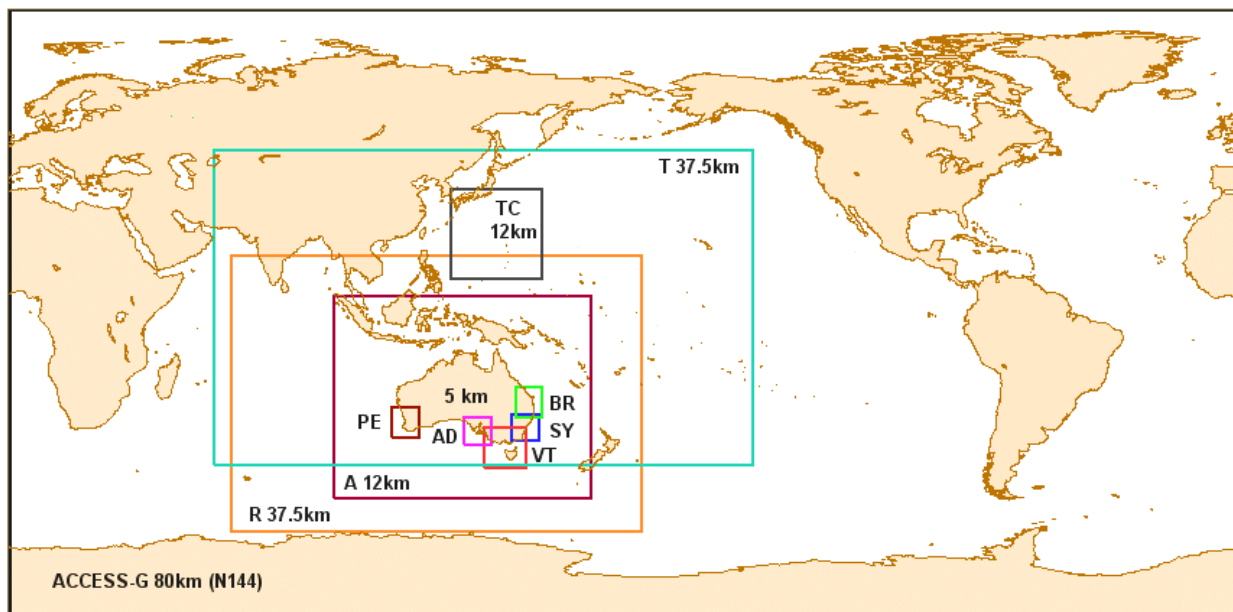 T 37.5km
TC
12km
5 km
BR
PE
AD
SY
VT
A 12km
R 37.5km
ACCESS-G 80km (N144)